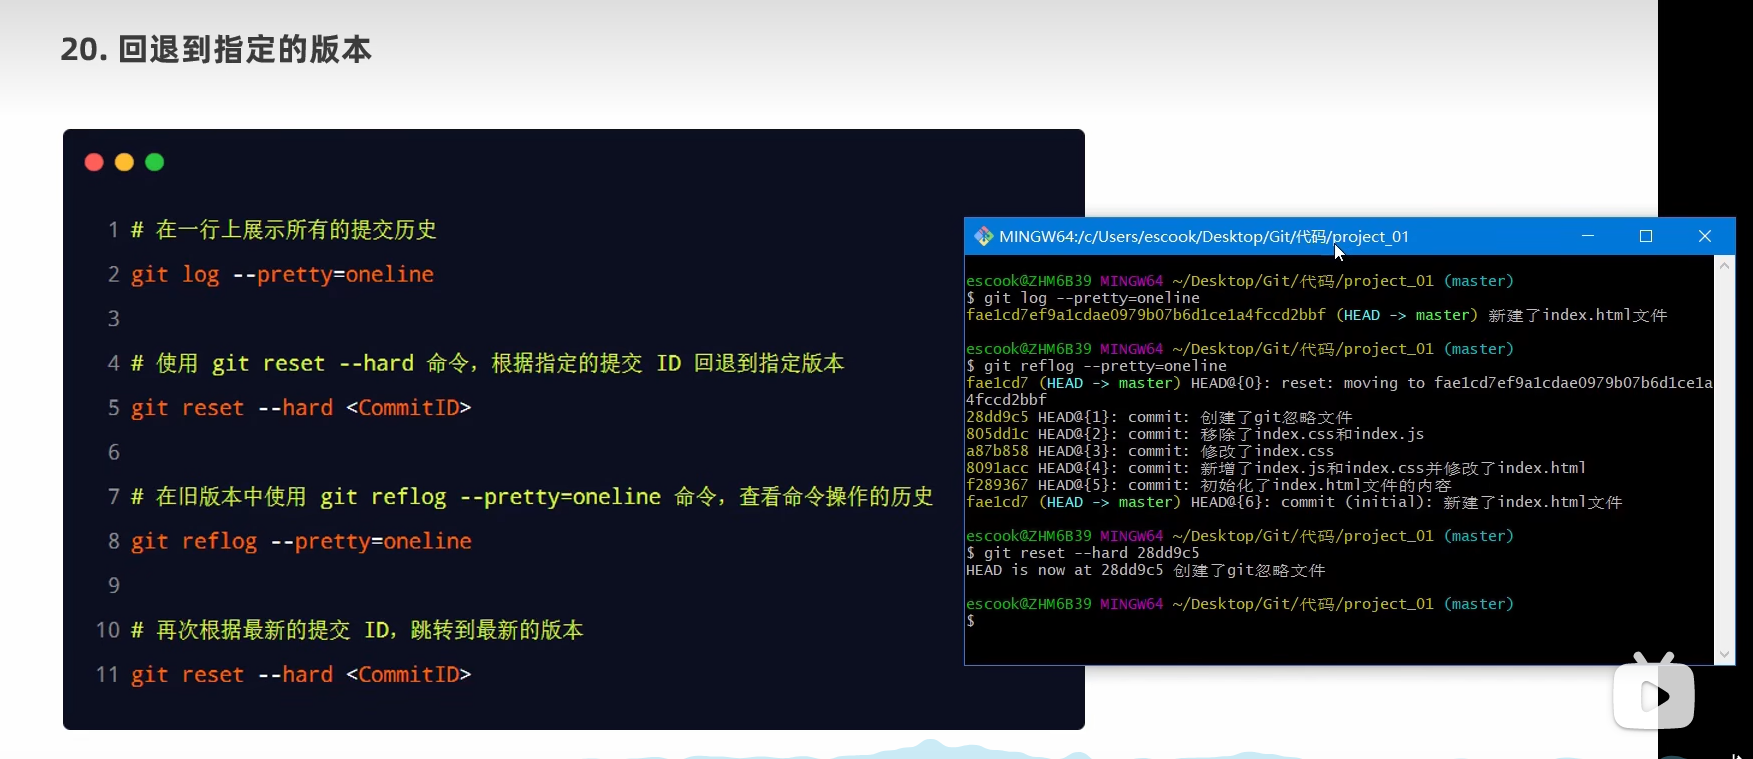 20. 回退到指定的版本
1 # 在一行上展示所有的提交历史
2 git log --pretty=oneline
3
4 # 使用 git reset --hard 命令，根据指定的提交 ID 回退到指定版本
5 git reset --hard <CommitID>
6
7 # 在旧版本中使用 git reflog --pretty=oneline 命令，查看命令操作的历史
8 git reflog --pretty=oneline
9
10 # 再次根据最新的提交 ID，跳转到最新的版本
11 git reset --hard <CommitID>
MINGW64:/c/Users/escook/Desktop/Git/代码/project_01
escook@ZHM6B39 MINGW64 ~/Desktop/Git/代码/project_01 (master)
$ git log --pretty=oneline
fae1cd7ef9a1cdae0979b07b6d1ce1a4fccd2bbf (HEAD -> master) 新建了index.html文件
escook@ZHM6B39 MINGW64 ~/Desktop/Git/代码/project_01 (master)
$ git reflog --pretty=oneline
fae1cd7 (HEAD -> master) HEAD@{0}: reset: moving to fae1cd7ef9a1cdae0979b07b6d1ce1a
4fccd2bbf
28dd9c5 HEAD@{1}: commit: 创建了git忽略文件
805dd1c HEAD@{2}: commit: 移除了index.css和index.js
a87b858 HEAD@{3}: commit: 修改了index.css
8091acc HEAD@{4}: commit: 新增了index.js和index.css并修改了index.html
f289367 HEAD@{5}: commit: 初始化了index.html文件的内容
fae1cd7 (HEAD -> master) HEAD@{6}: commit (initial): 新建了index.html文件
escook@ZHM6B39 MINGW64 ~/Desktop/Git/代码/project_01 (master)
$ git reset --hard 28dd9c5
HEAD is now at 28dd9c5 创建了git忽略文件
escook@ZHM6B39 MINGW64 ~/Desktop/Git/代码/project_01 (master)
$